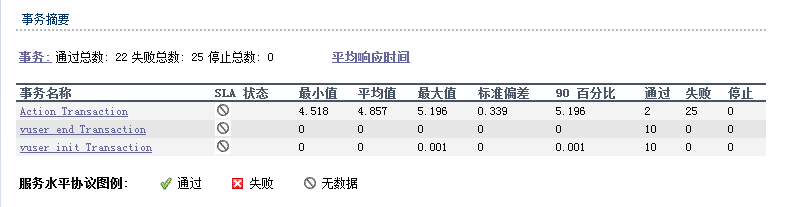 事务摘要
事务: 通过总数: 22 失败总数: 25 停止总数: 0 平均响应时间
事务名称 SLA 状态 最小值 平均值 最大值 标准偏差 90 百分比 通过 失败 停止
Action Transaction 4.518 4.857 5.196 0.339 5.196 2 25 0
vuser end Transaction 0 0 0 0 0 10 0 0
vuser init Transaction 0 0 0.001 0 0.001 10 0 0
服务水平协议图例: 通过 失败 无数据